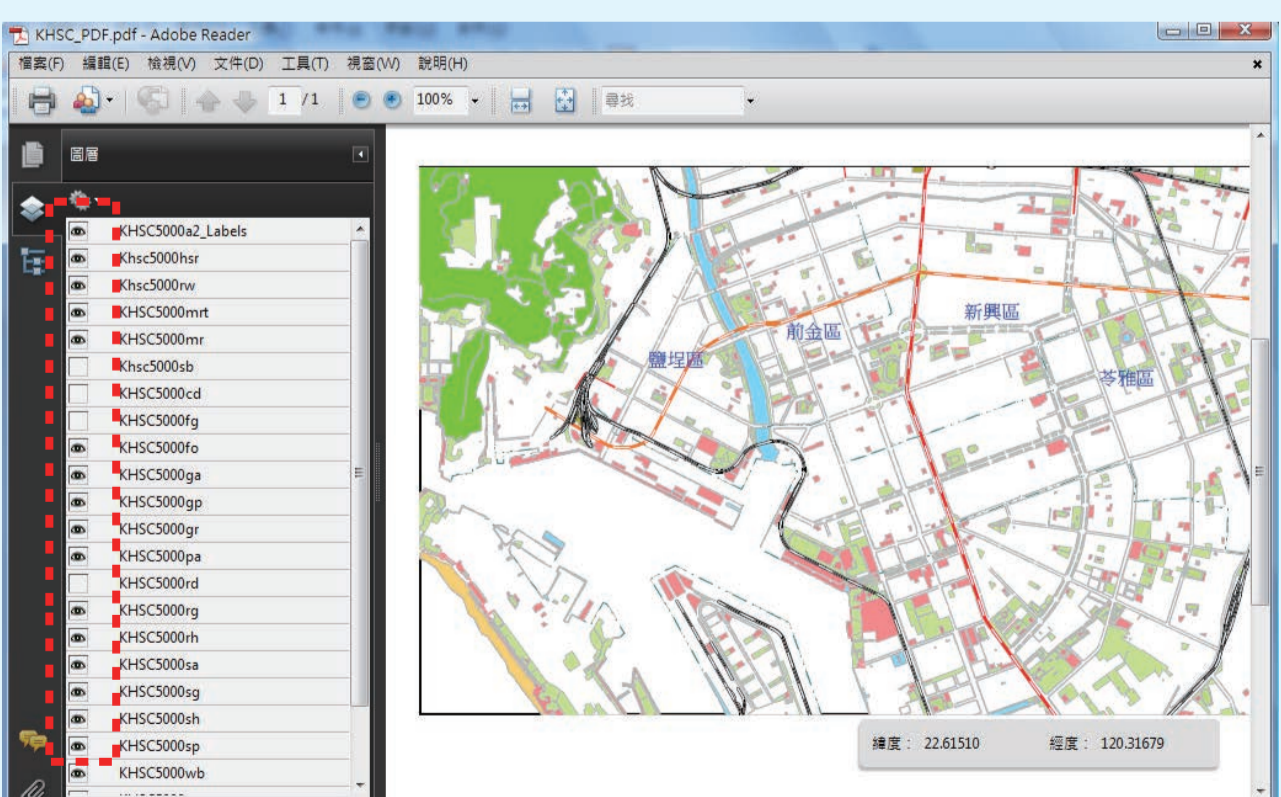 KHSC_PDF.pdf - Adobe Reader
檔案(F) 編輯(E) 檢視(V) 文件(D) 工具(T) 視窗(W) 說明(H)
1 / 1 100% 尋找
圖層
KHSC5000a2_Labels
Khsc5000hsr
Khsc5000rw
KHSC5000mrt
KHSC5000mr
Khsc5000sb
KHSC5000cd
KHSC5000fg
KHSC5000fo
KHSC5000ga
KHSC5000gp
KHSC5000gr
KHSC5000pa
KHSC5000rd
KHSC5000rg
KHSC5000rh
KHSC5000sa
KHSC5000sg
KHSC5000sh
KHSC5000sp
KHSC5000wb
新興區
前金區
鹽埕區
苓雅區
緯度： 22.61510 經度： 120.31679